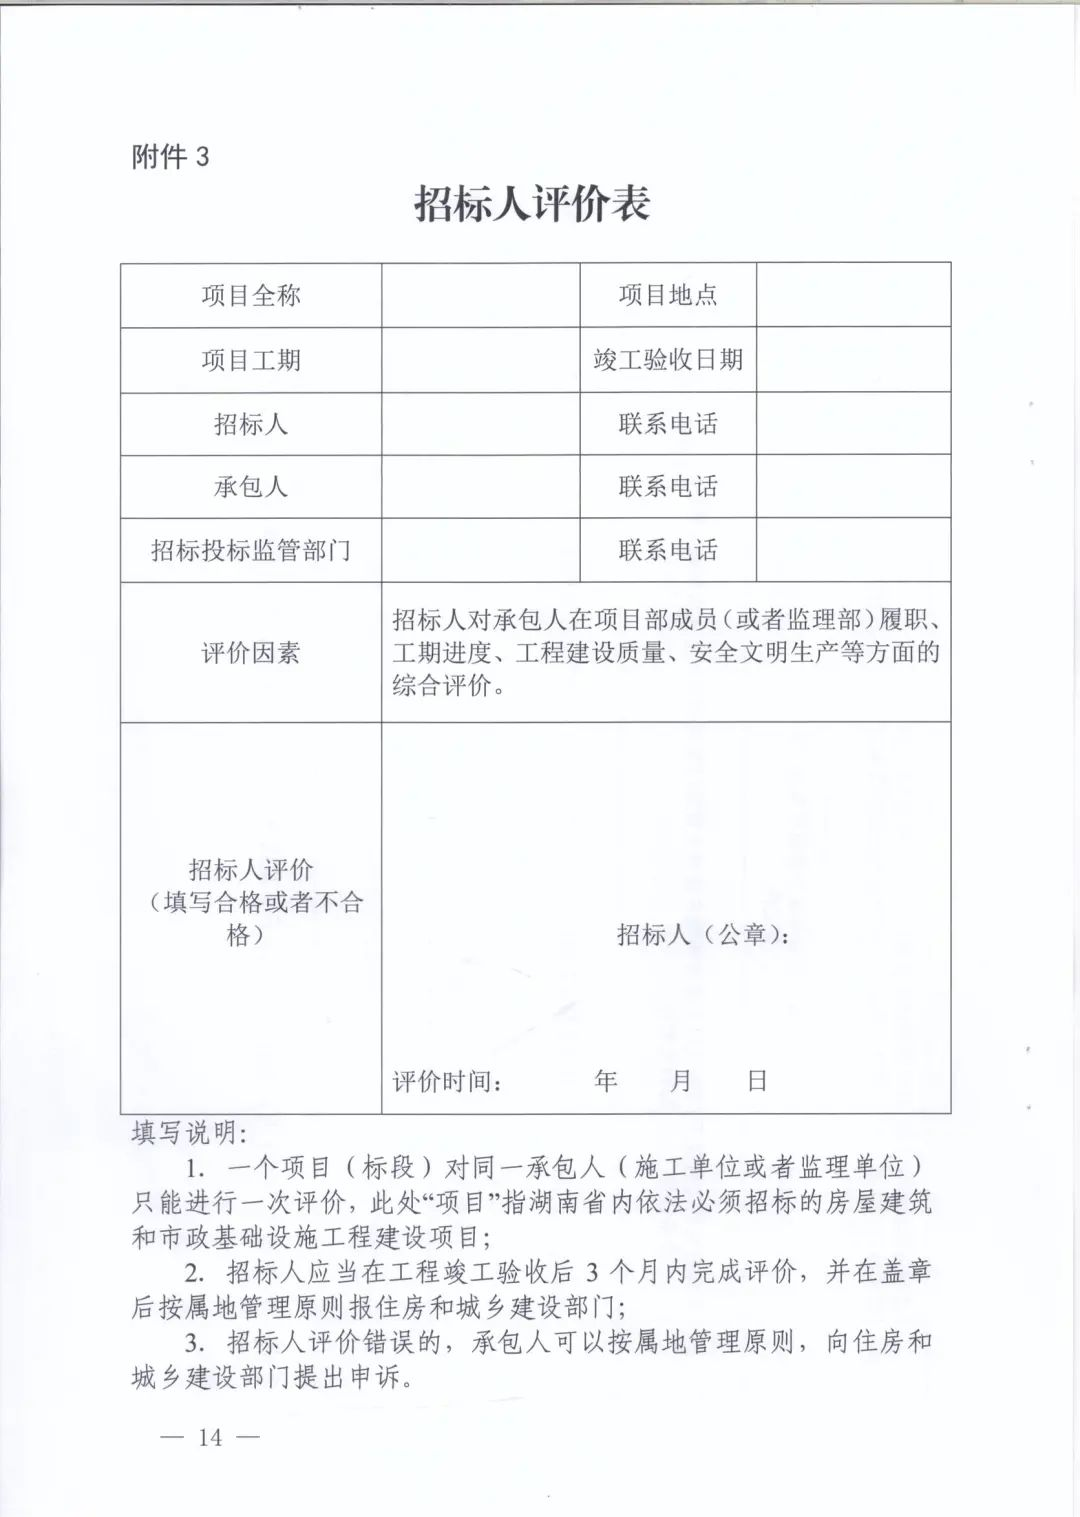 附件 3
招标人评价表
项目全称 项目地点
项目工期 竣工验收日期
招标人 联系电话
承包人 联系电话
招标投标监管部门 联系电话
评价因素
招标人对承包人在项目部成员（或者监理部）履职、
工期进度、工程建设质量、安全文明生产等方面的
综合评价。
招标人评价
（填写合格或者不合
格）
招标人（公章）：
评价时间： 年 月 日
填写说明：
1. 一个项目（标段）对同一承包人（施工单位或者监理单位）
只能进行一次评价，此处“项目”指湖南省内依法必须招标的房屋建筑
和市政基础设施工程建设项目；
2. 招标人应当在工程竣工验收后 3 个月内完成评价，并在盖章
后按属地管理原则报住房和城乡建设部门；
3. 招标人评价错误的，承包人可以按属地管理原则，向住房和
城乡建设部门提出申诉。
— 14 —